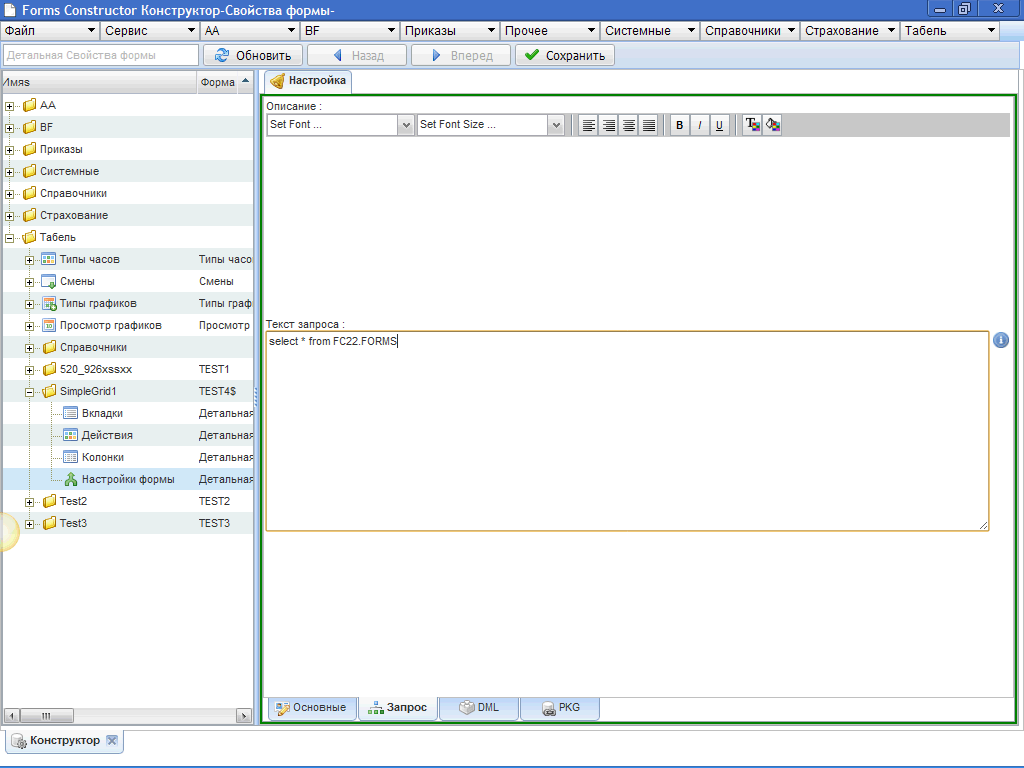 Forms Constructor Конструктор-Свойства формы-
Файл Сервис AA BF Приказы Прочее Системные Справочники Страхование Табель
Детальная Свойства формы Обновить Назад Вперед Сохранить
Имяя Форма
Настройка
AA
BF
Приказы
Системные
Справочники
Страхование
Табель
Типы часов Типы часо
Смены Смены
Типы графиков Типы граф
Просмотр графиков Просмотр
Справочники
520_926xssxx TEST1
SimpleGrid1 TEST4$
Вкладки Детальная
Действия Детальная
Колонки Детальная
Настройки формы Детальная
Test2 TEST2
Test3 TEST3
Описание :
Set Font ... Set Font Size ... B I U T
Текст запроса :
select * from FC22.FORMS
Основные Запрос DML PKG
Конструктор